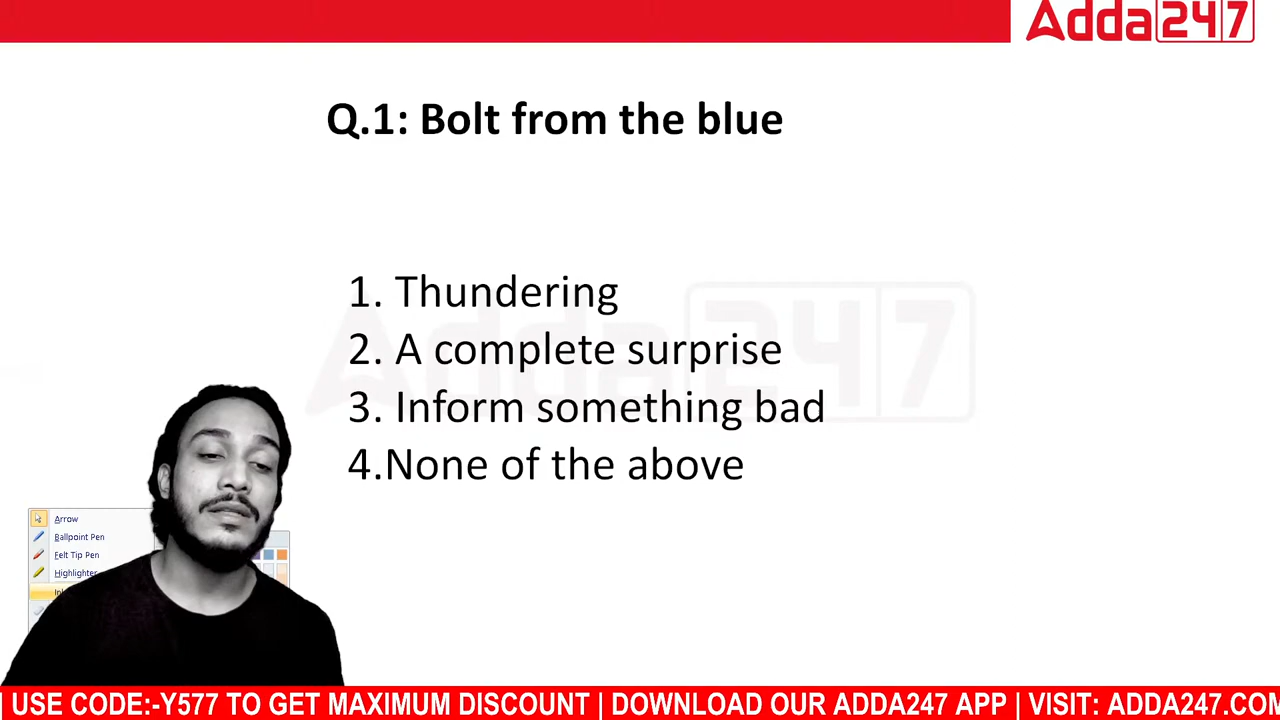 Adda247
Q.1: Bolt from the blue
1. Thundering
2. A complete surprise
3. Inform something bad
4.None of the above
Adda247
Arrow
Ballpoint Pen
Felt Tip Pen
Highlighter
USE CODE:-Y577 TO GET MAXIMUM DISCOUNT | DOWNLOAD OUR ADDA247 APP | VISIT: ADDA247.COM